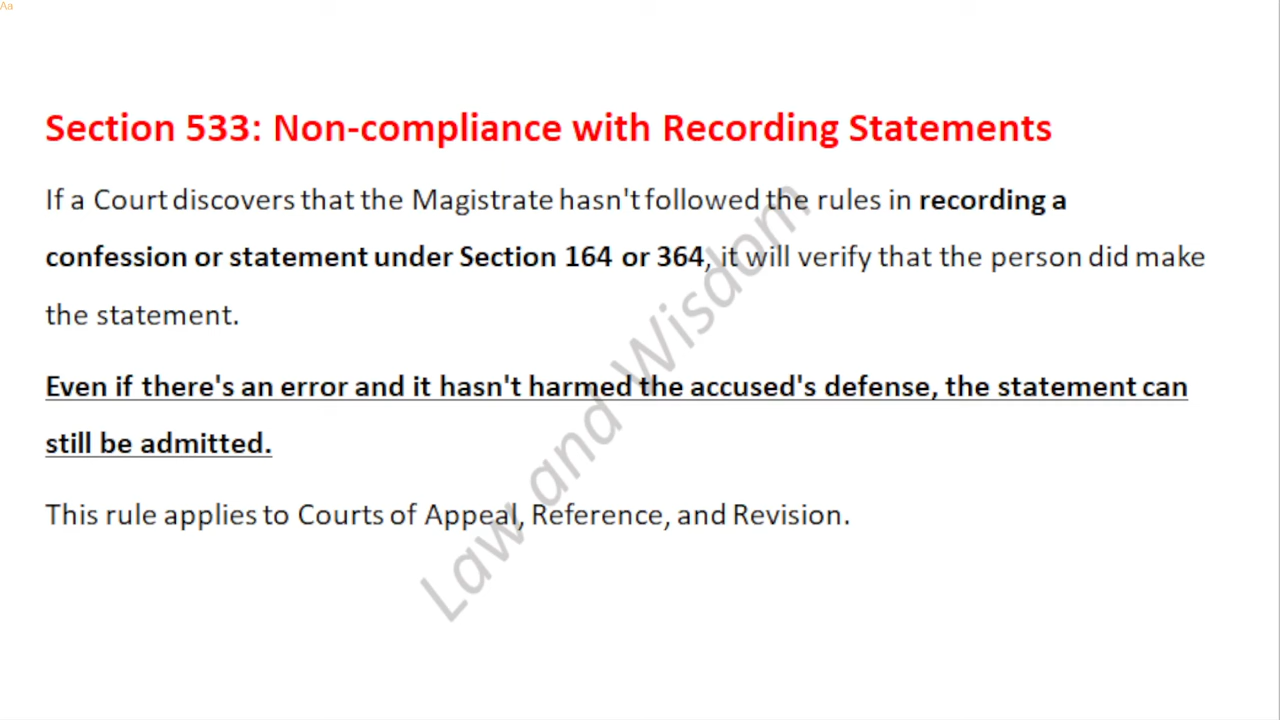 Aa
Section 533: Non-compliance with Recording Statements
If a Court discovers that the Magistrate hasn't followed the rules in recording a
confession or statement under Section 164 or 364, it will verify that the person did make
the statement.
Even if there's an error and it hasn't harmed the accused's defense, the statement can
still be admitted.
This rule applies to Courts of Appeal, Reference, and Revision.
Law and Wisdom